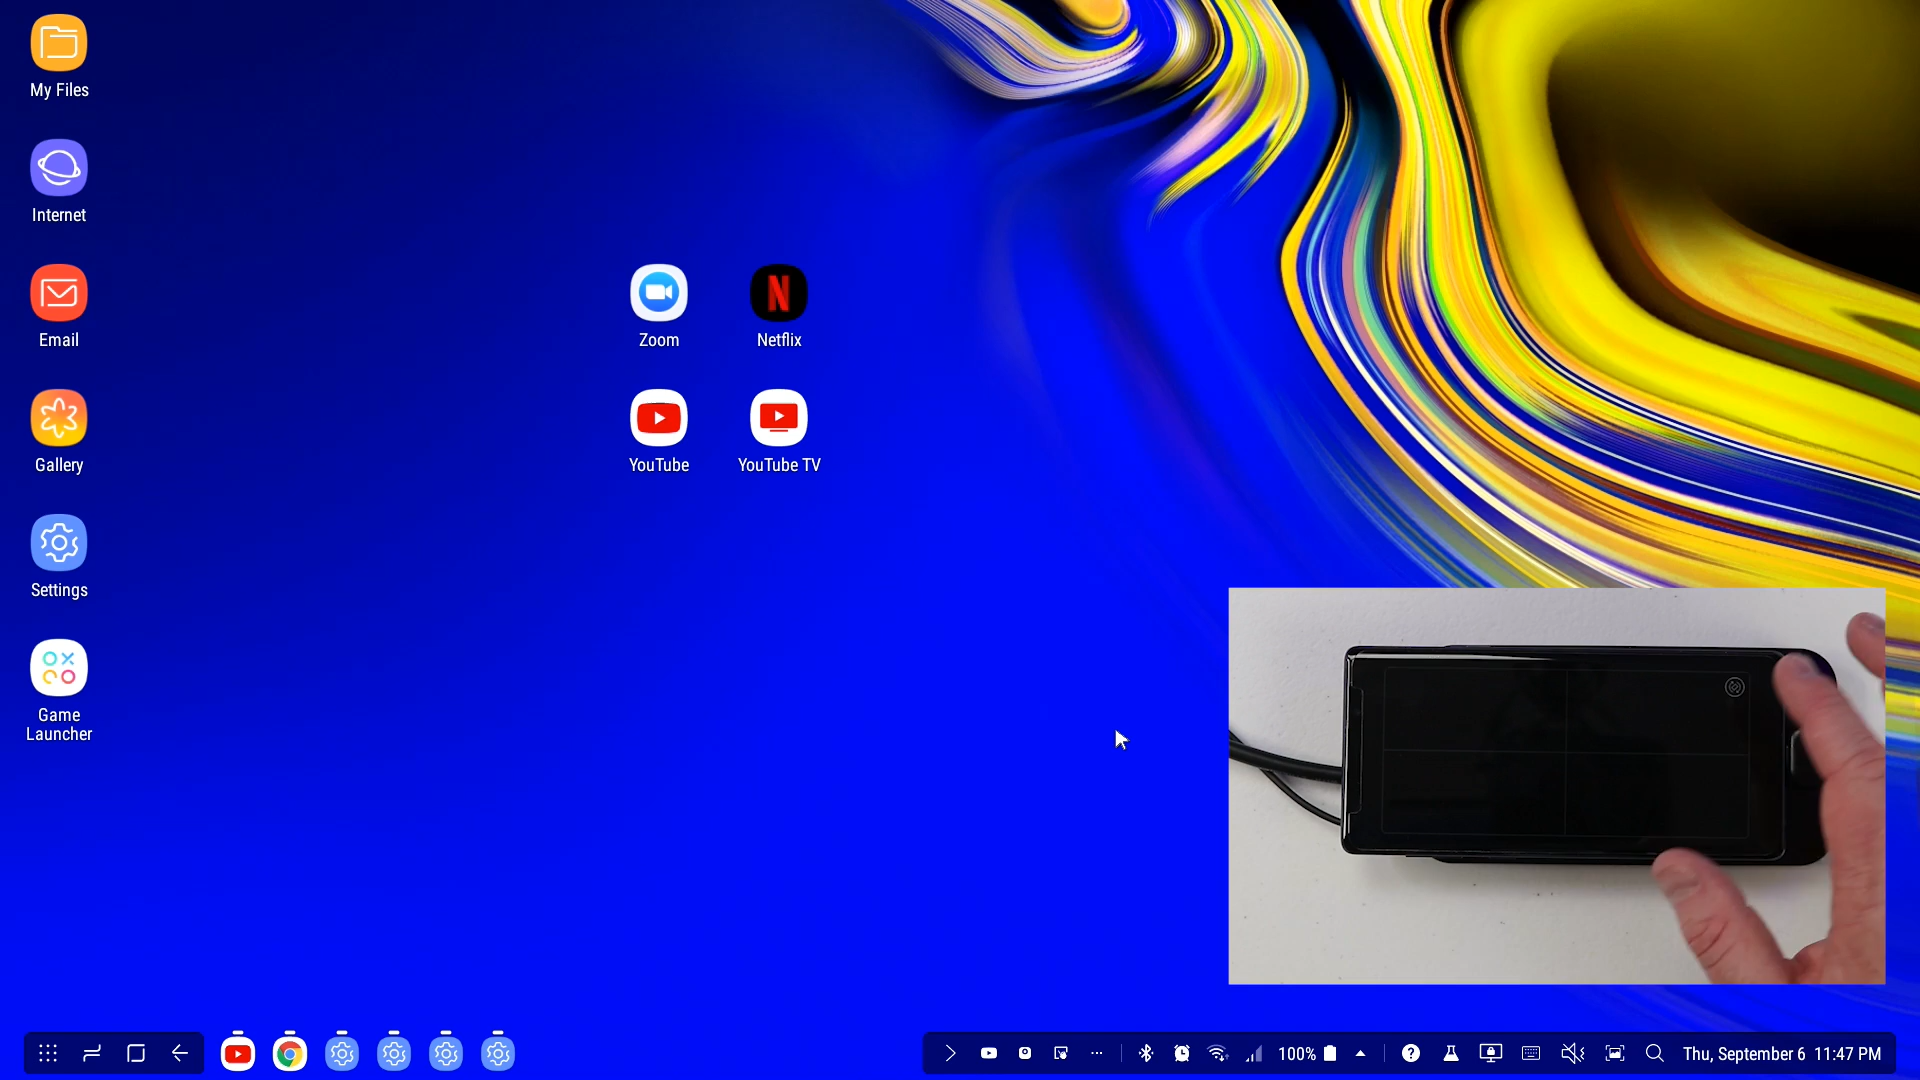 My Files
Internet
Email
Gallery
Settings
Game
Launcher
Zoom
Netflix
YouTube
YouTube TV
100%
Thu, September 6 11:47 PM